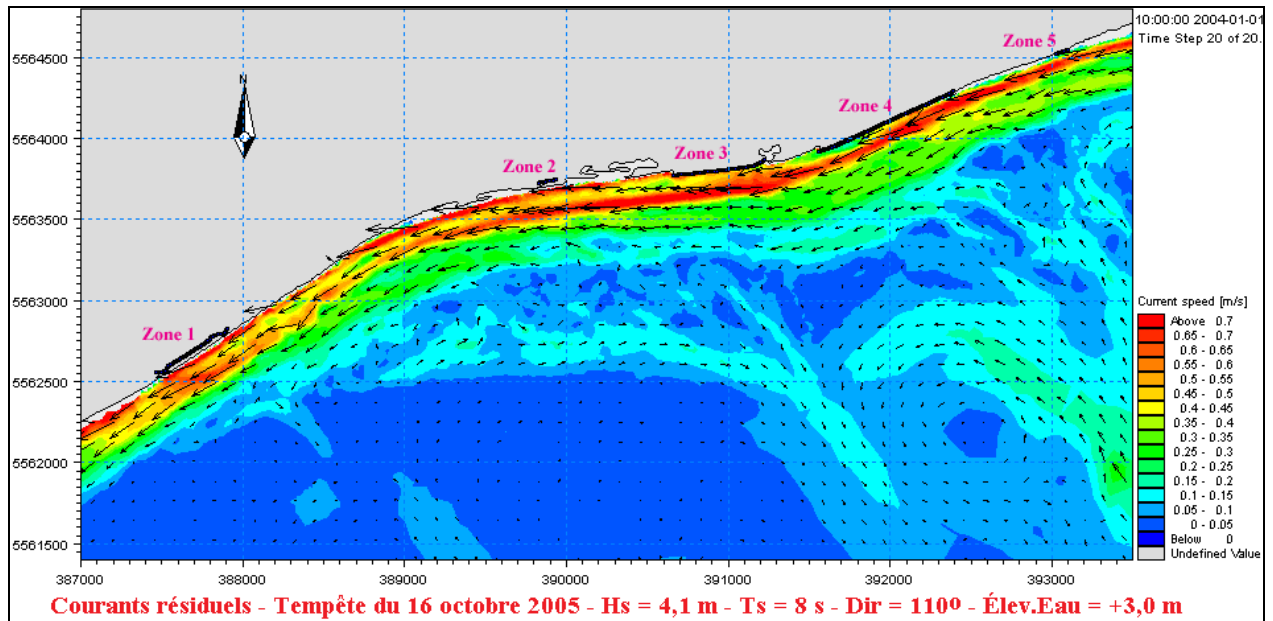 10:00:00 2004-01-01
Time Step 20 of 20.
Zone 5
5564500
N
Zone 4
5564000
Zone 3
Zone 2
5563500
5563000
Zone 1
5562500
5562000
5561500
Current speed [m/s]
Above 0.7
0.65 - 0.7
0.6 - 0.65
0.55 - 0.6
0.5 - 0.55
0.45 - 0.5
0.4 - 0.45
0.35 - 0.4
0.3 - 0.35
0.25 - 0.3
0.2 - 0.25
0.15 - 0.2
0.1 - 0.15
0.05 - 0.1
0 - 0.05
Below 0
Undefined Value
387000 388000 389000 390000 391000 392000 393000
Courants résiduels - Tempête du 16 octobre 2005 - Hs = 4,1 m - Ts = 8 s - Dir = 110º - Élev.Eau = +3,0 m